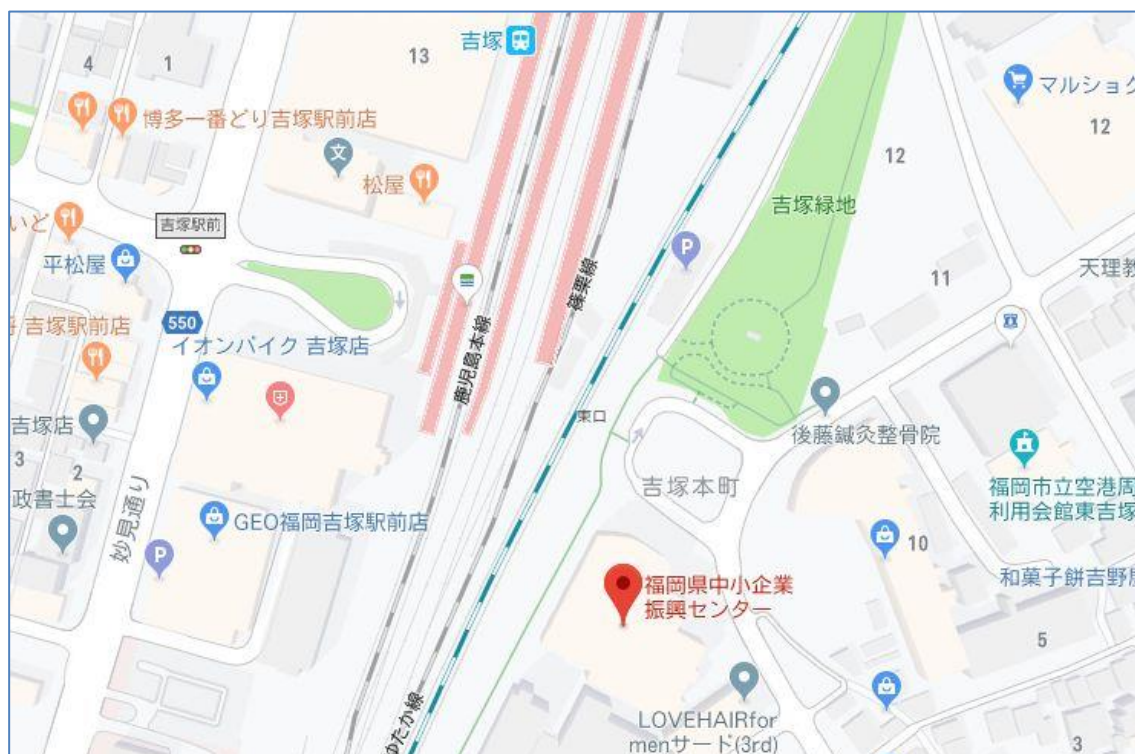 吉塚
13
4
1
博多一番どり吉塚駅前店
文
松屋
マルショク
12
12
吉塚緑地
吉塚駅前
いど
平松屋
P
11
天理教
550
吉塚駅前店
イオンバイク 吉塚店
鹿児島本線
篠栗線
東口
後藤鍼灸整骨院
吉塚店
3
2
政書士会
妙見通り
GEO福岡吉塚駅前店
P
吉塚本町
福岡市立空港周
利用会館東吉塚
10
和菓子餅吉野屋
福岡県中小企業
振興センター
5
ゆたか線
LOVEHAIRfor
menサード(3rd)
3